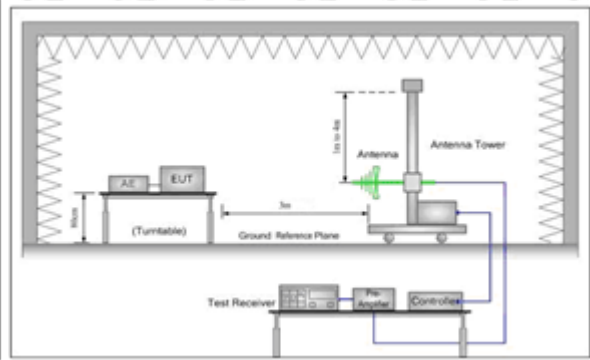 1m to 4m
Antenna Tower
Antenna
AE
EUT
80cm
3m
(Turntable)
Ground Reference Plane
Test Receiver
Pre-
Amplifier
Controller